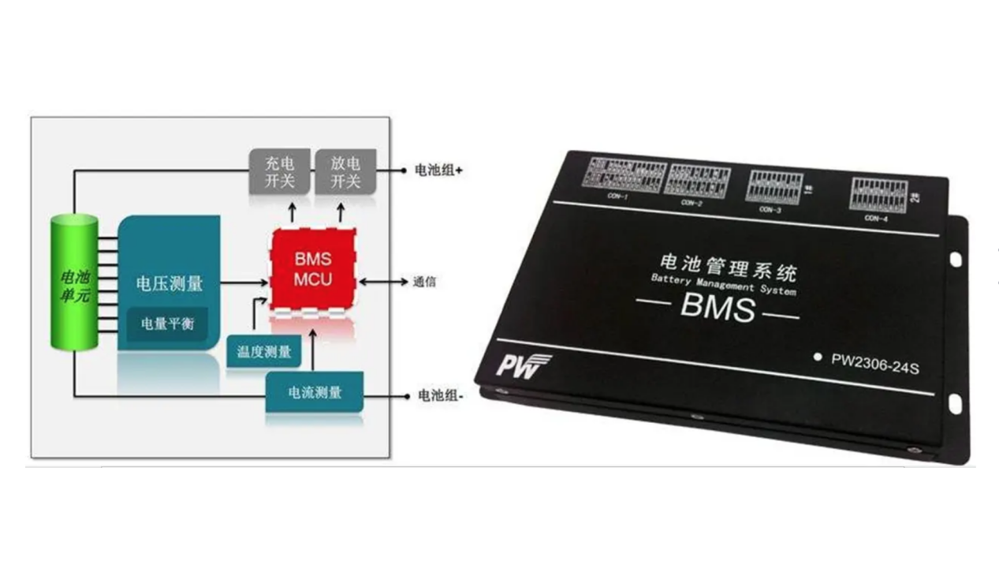 充电
开关
放电
开关
电池组+
电池
单元
电压测量
电量平衡
BMS
MCU
通信
温度测量
电流测量
电池组-
CON-1
CON-2
CON-3
CON-4
电池管理系统
Battery Management System
BMS
PW2306-24S
PW